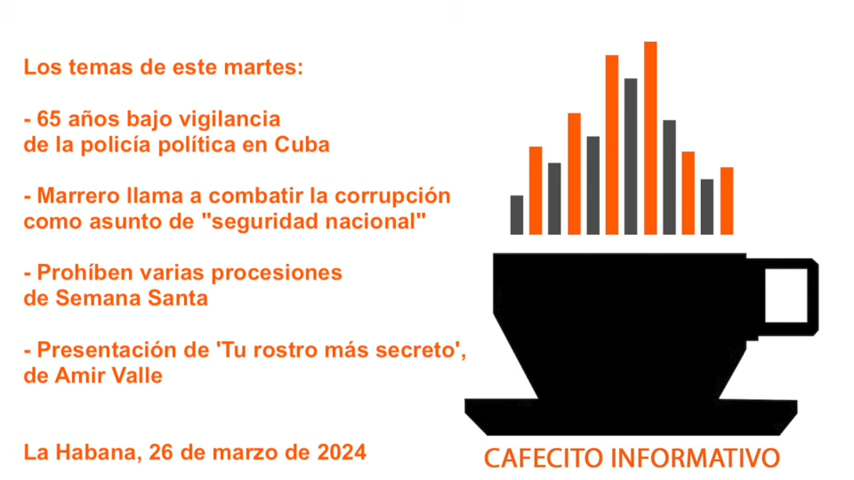 Los temas de este martes:
- 65 años bajo vigilancia
de la policía política en Cuba
- Marrero llama a combatir la corrupción
como asunto de "seguridad nacional"
- Prohíben varias procesiones
de Semana Santa
- Presentación de 'Tu rostro más secreto',
de Amir Valle
La Habana, 26 de marzo de 2024
CAFECITO INFORMATIVO